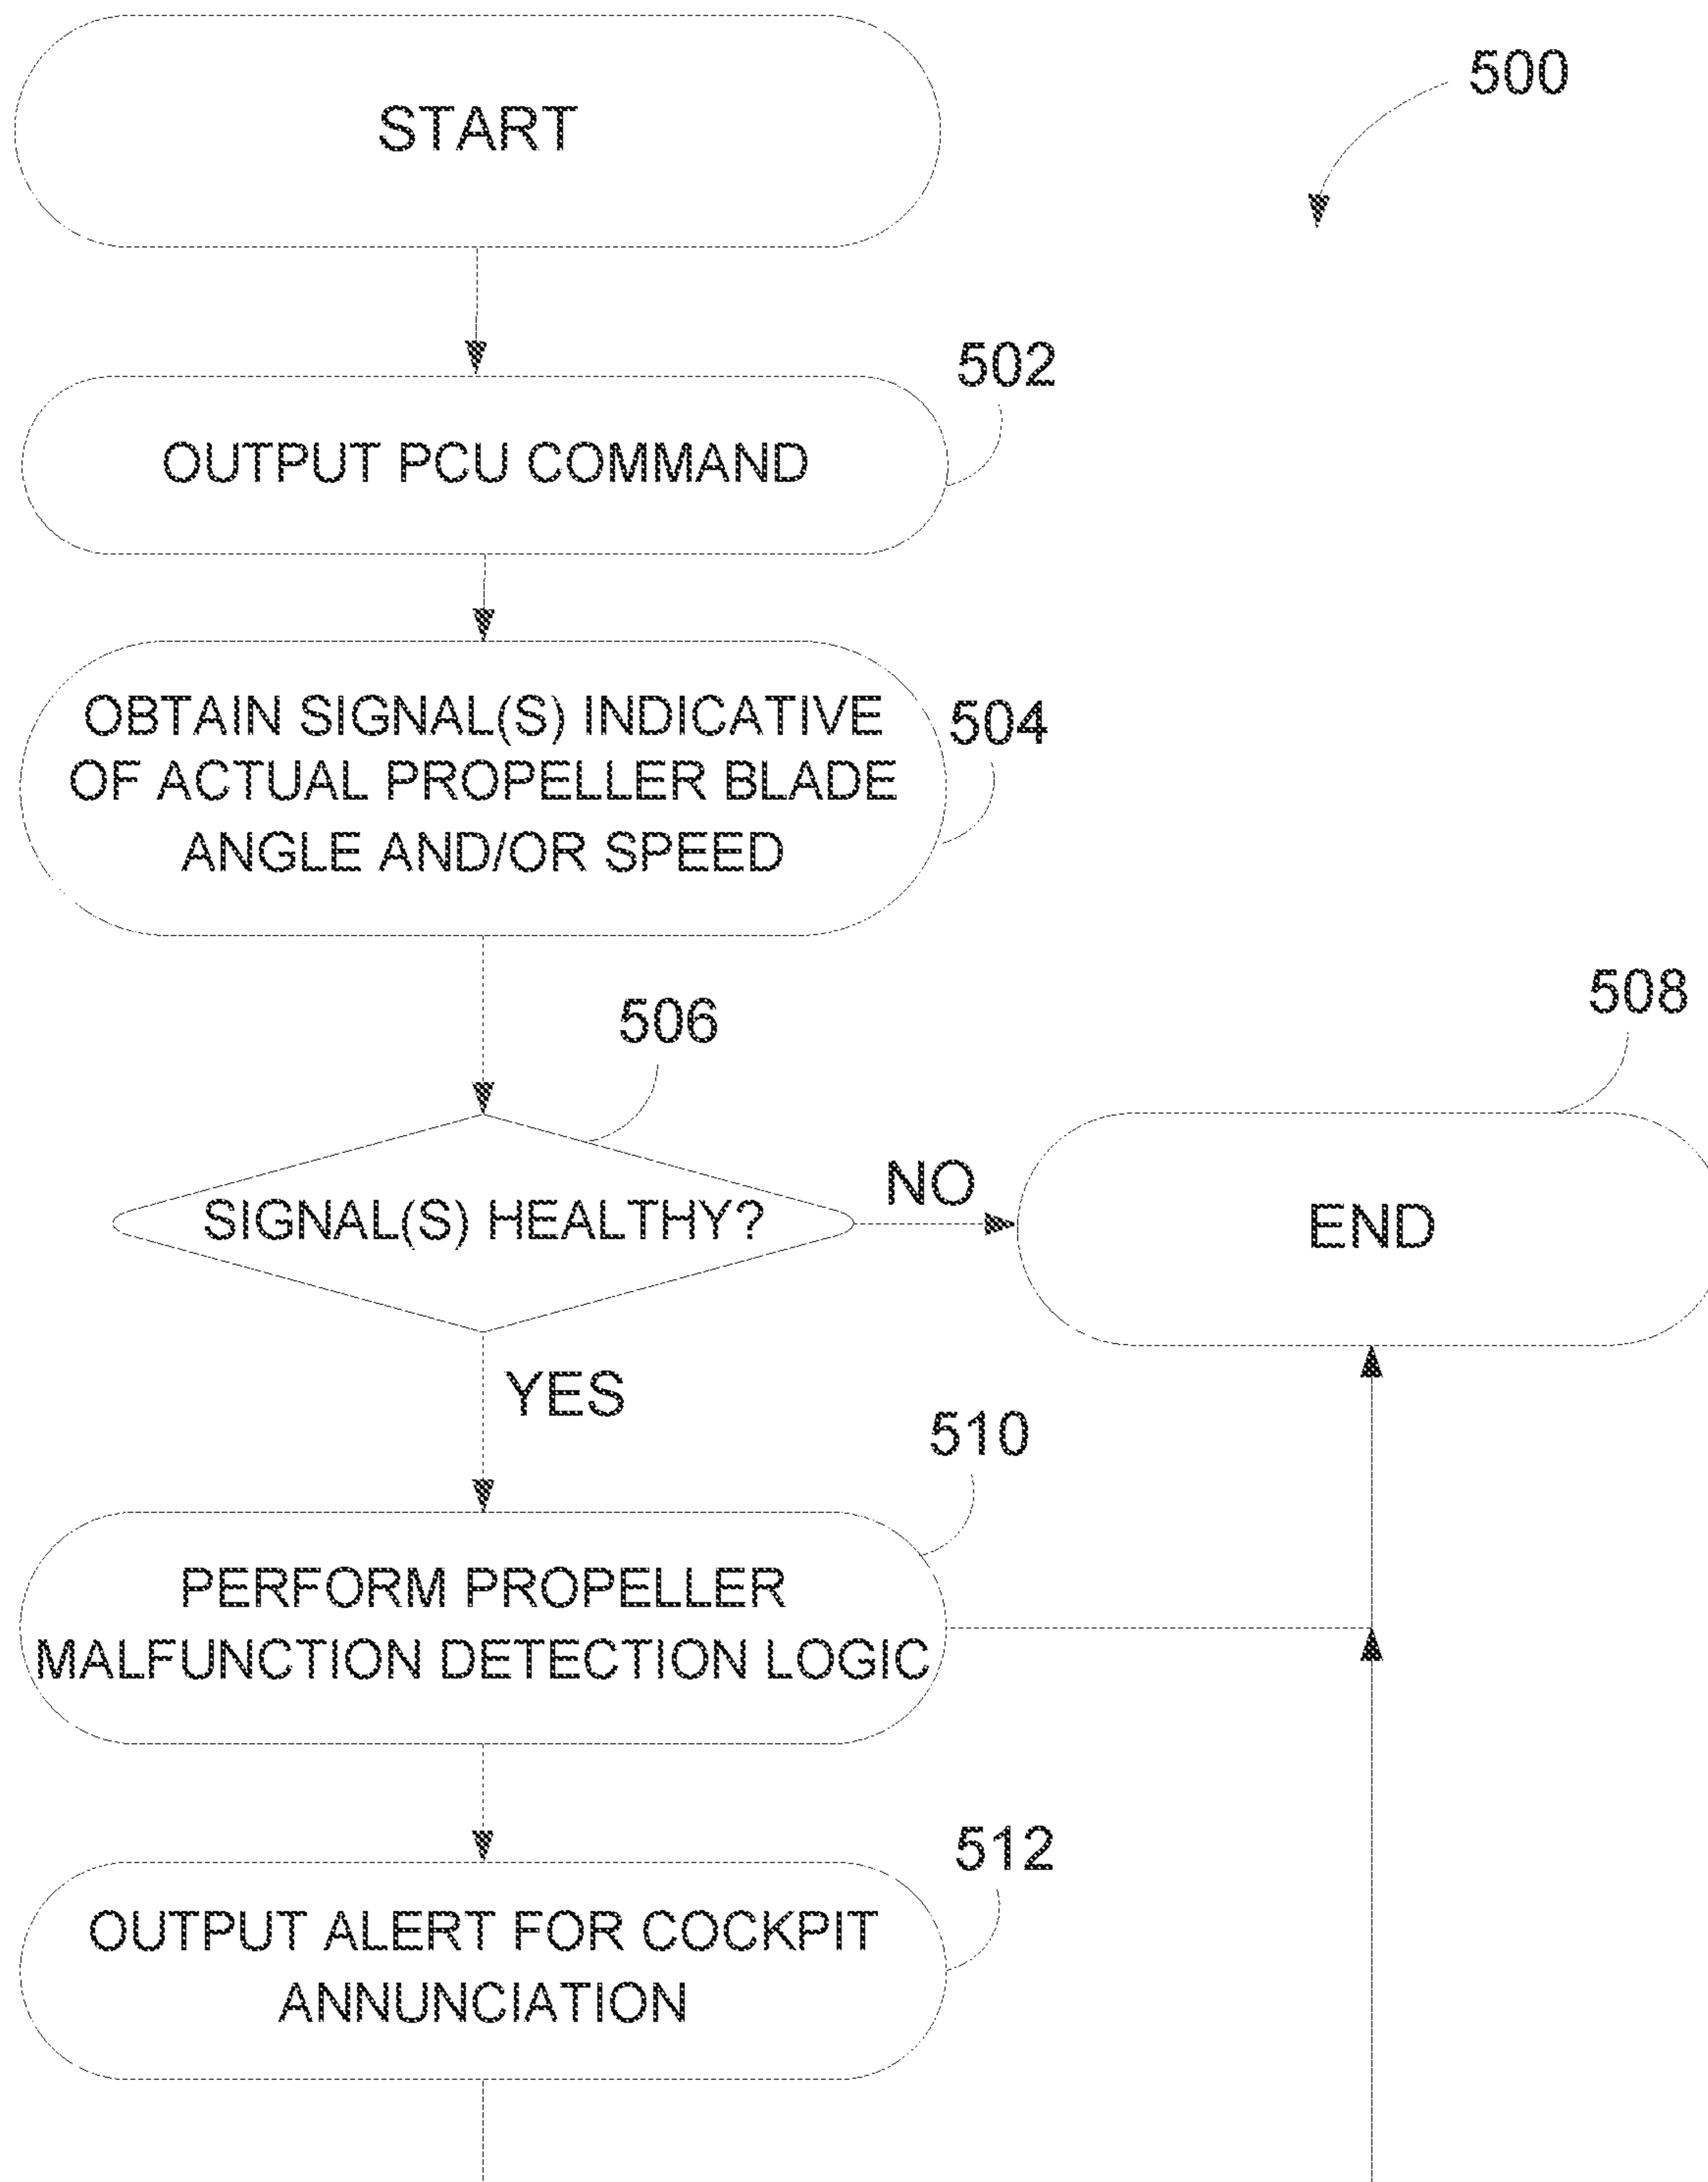 START
500
502
OUTPUT PCU COMMAND
OBTAIN SIGNAL(S) INDICATIVE
OF ACTUAL PROPELLER BLADE
ANGLE AND/OR SPEED
504
506
508
SIGNAL(S) HEALTHY?
NO
END
YES
510
PERFORM PROPELLER
MALFUNCTION DETECTION LOGIC
512
OUTPUT ALERT FOR COCKPIT
ANNUNCIATION